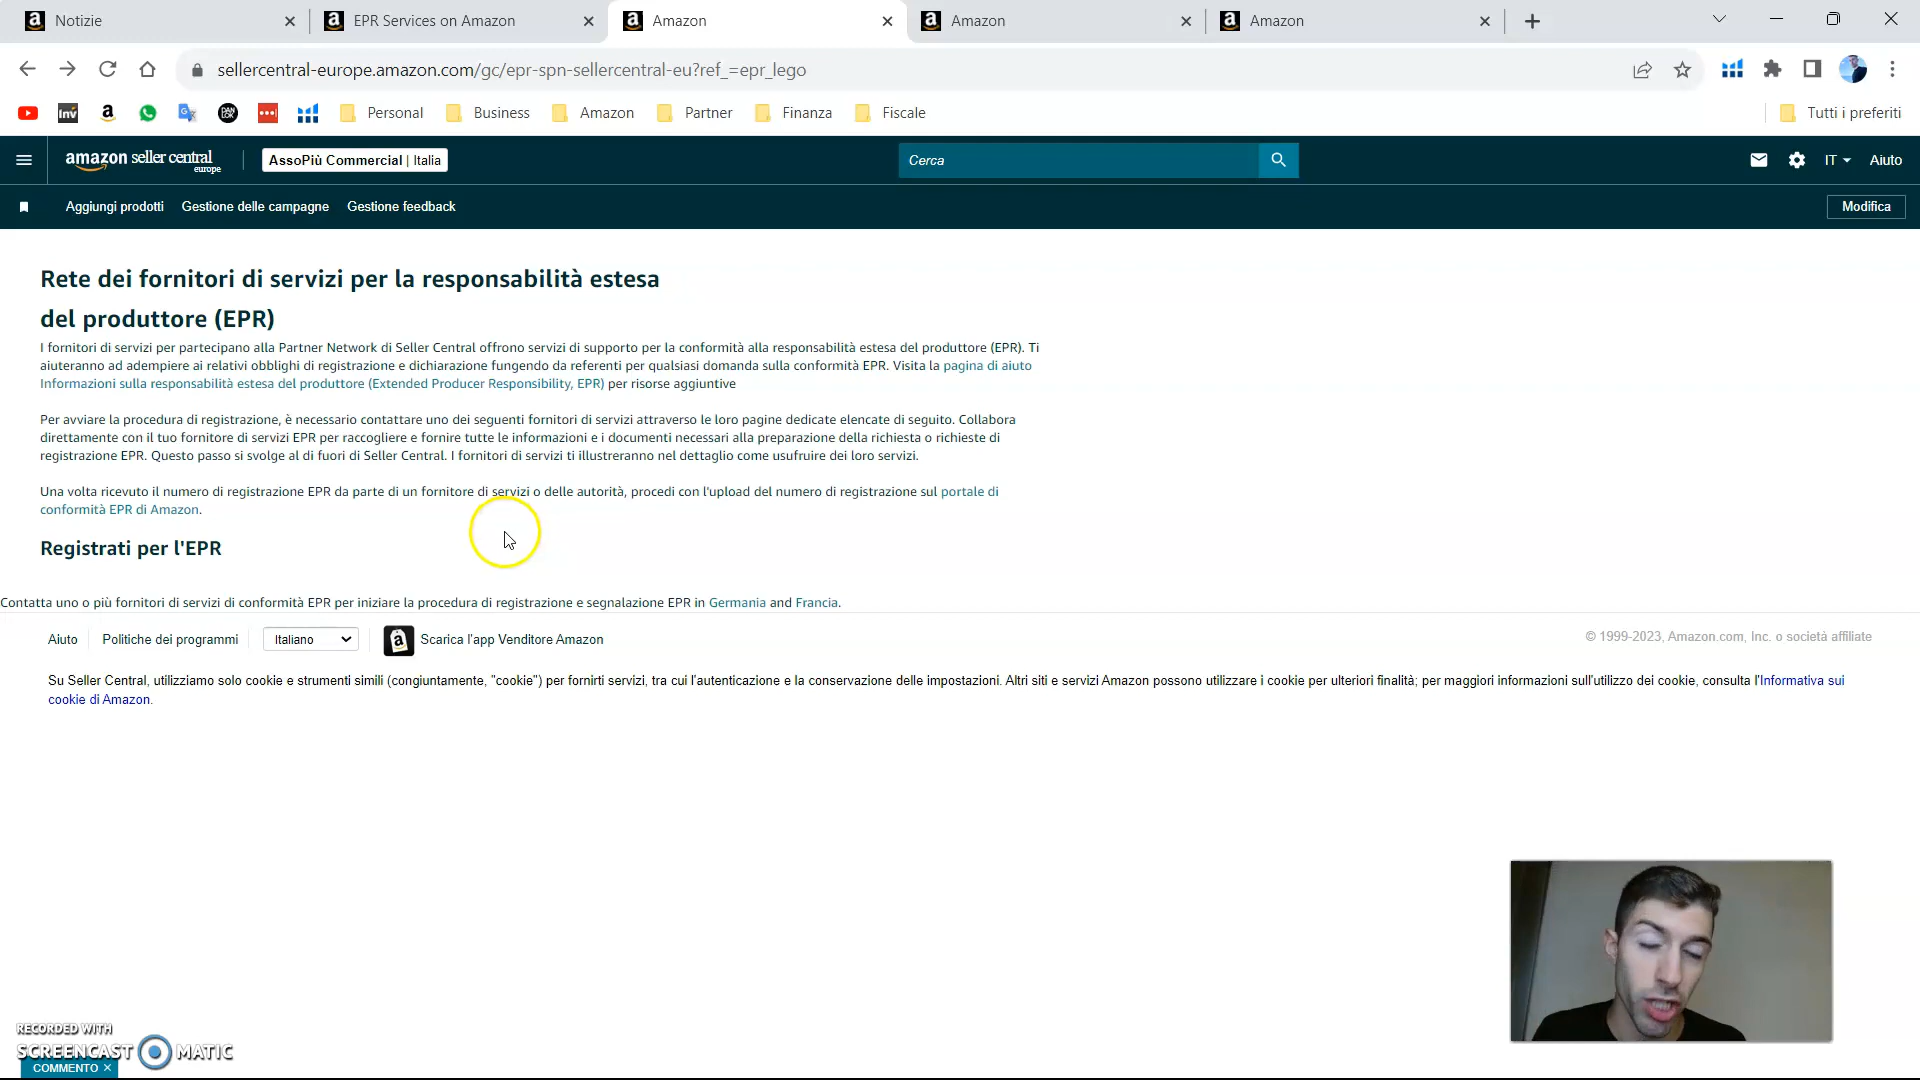 Notizie
EPR Services on Amazon
Amazon
Amazon
Amazon
sellercentral-europe.amazon.com/gc/epr-spn-sellercentral-eu?ref_=epr_lego
Inv
Personal
Business
Amazon
Partner
Finanza
Fiscale
Tutti i preferiti
amazon seller central europe
AssoPiù Commercial | Italia
Cerca
IT
Aiuto
Aggiungi prodotti
Gestione delle campagne
Gestione feedback
Modifica
Rete dei fornitori di servizi per la responsabilità estesa
del produttore (EPR)
I fornitori di servizi per partecipano alla Partner Network di Seller Central offrono servizi di supporto per la conformità alla responsabilità estesa del produttore (EPR). Ti
aiuteranno ad adempiere ai relativi obblighi di registrazione e dichiarazione fungendo da referenti per qualsiasi domanda sulla conformità EPR. Visita la pagina di aiuto
Informazioni sulla responsabilità estesa del produttore (Extended Producer Responsibility, EPR) per risorse aggiuntive
Per avviare la procedura di registrazione, è necessario contattare uno dei seguenti fornitori di servizi attraverso le loro pagine dedicate elencate di seguito. Collabora
direttamente con il tuo fornitore di servizi EPR per raccogliere e fornire tutte le informazioni e i documenti necessari alla preparazione della richiesta o richieste di
registrazione EPR. Questo passo si svolge al di fuori di Seller Central. I fornitori di servizi ti illustreranno nel dettaglio come usufruire dei loro servizi.
Una volta ricevuto il numero di registrazione EPR da parte di un fornitore di servizi o delle autorità, procedi con l'upload del numero di registrazione sul portale di
conformità EPR di Amazon.
Registrati per l'EPR
Contatta uno o più fornitori di servizi di conformità EPR per iniziare la procedura di registrazione e segnalazione EPR in Germania and Francia.
Aiuto
Politiche dei programmi
Italiano
Scarica l'app Venditore Amazon
© 1999-2023, Amazon.com, Inc. o società affiliate
Su Seller Central, utilizziamo solo cookie e strumenti simili (congiuntamente, "cookie") per fornirti servizi, tra cui l'autenticazione e la conservazione delle impostazioni. Altri siti e servizi Amazon possono utilizzare i cookie per ulteriori finalità; per maggiori informazioni sull'utilizzo dei cookie, consulta l'Informativa sui
cookie di Amazon.
RECORDED WITH
SCREENCAST MATIC
COMMENTO ×